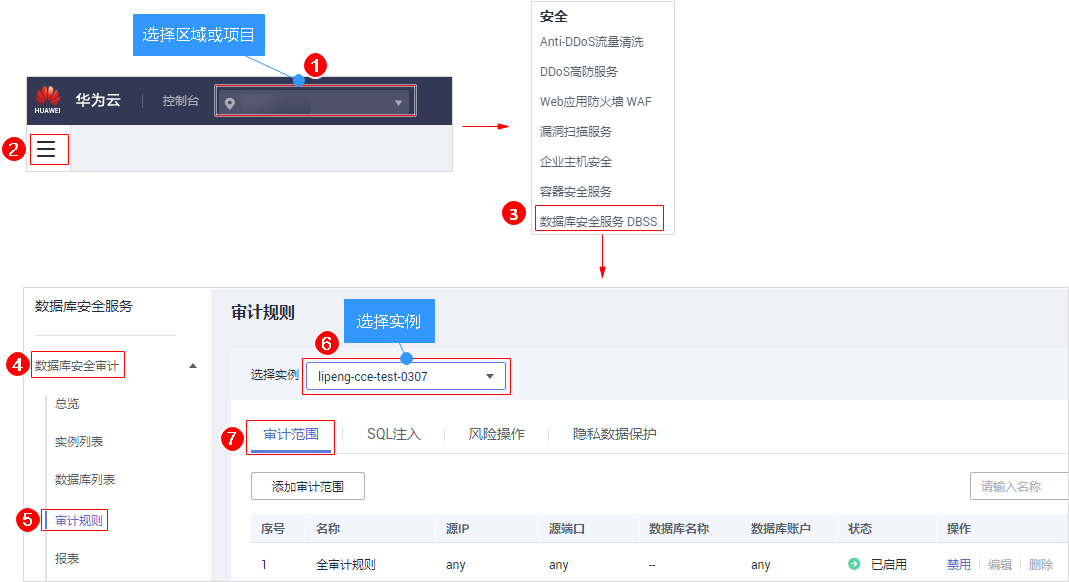 选择区域或项目
1
HUAWEI 华为云 控制台
2
安全
Anti-DDoS流量清洗
DDoS高防服务
Web应用防火墙 WAF
漏洞扫描服务
企业主机安全
容器安全服务
3 数据库安全服务 DBSS
数据库安全服务
4 数据库安全审计
总览
实例列表
数据库列表
5 审计规则
报表
审计规则
选择实例
6
选择实例 lipeng-cce-test-0307
7 审计范围 SQL注入 风险操作 隐私数据保护
添加审计范围 请输入名称
序号 名称 源IP 源端口 数据库名称 数据库账户 状态 操作
1 全审计规则 any any -- any 已启用 禁用 编辑 删除